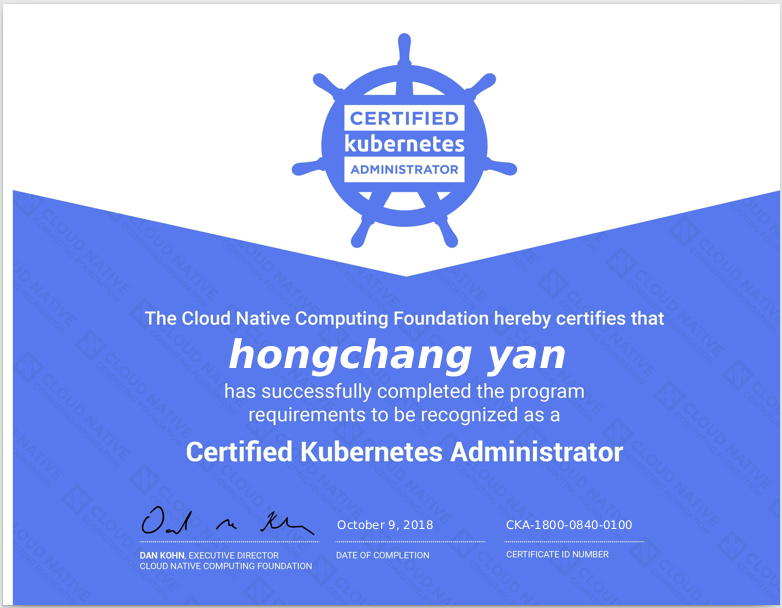 CERTIFIED
kubernetes
ADMINISTRATOR
The Cloud Native Computing Foundation hereby certifies that
hongchang yan
has successfully completed the program
requirements to be recognized as a
Certified Kubernetes Administrator
October 9, 2018
CKA-1800-0840-0100
DAN KOHN, EXECUTIVE DIRECTOR
CLOUD NATIVE COMPUTING FOUNDATION
DATE OF COMPLETION
CERTIFICATE ID NUMBER